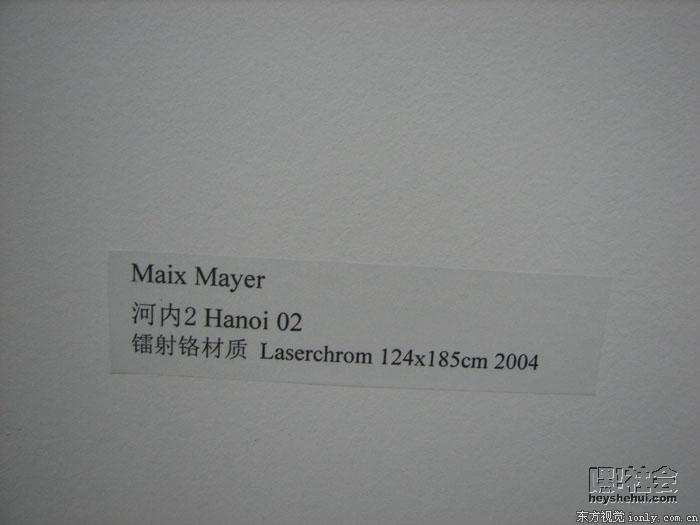 Maix Mayer
河内2 Hanoi 02
镭射铬材质 Laserchrom 124x185cm 2004
嘿社会
heyshehui.com
东方视觉 ionly.com.cn